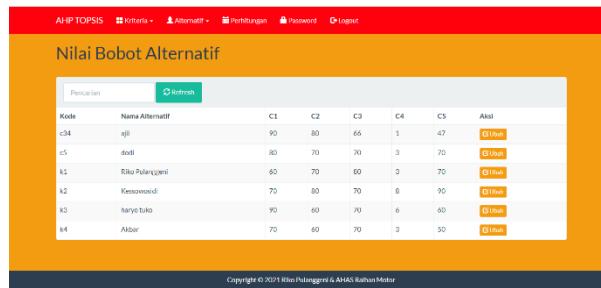 AHP TOPSIS Kriteria Alternatif Perhitungan Password Logout
Nilai Bobot Alternatif
Pencarian Refresh
Kode Nama Alternatif C1 C2 C3 C4 C5 Aksi
c34 ajii 90 80 66 1 47 Ubah
c5 dodi 80 70 70 3 70 Ubah
k1 Riko Pulanggeni 60 70 80 3 70 Ubah
k2 70 80 70 8 90 Ubah
k3 haryo tuko 90 60 70 6 60 Ubah
k4 Akbar 70 60 70 3 50 Ubah
Copyright © 2021 Riko Pulanggeni & AHAS Raihan Motor